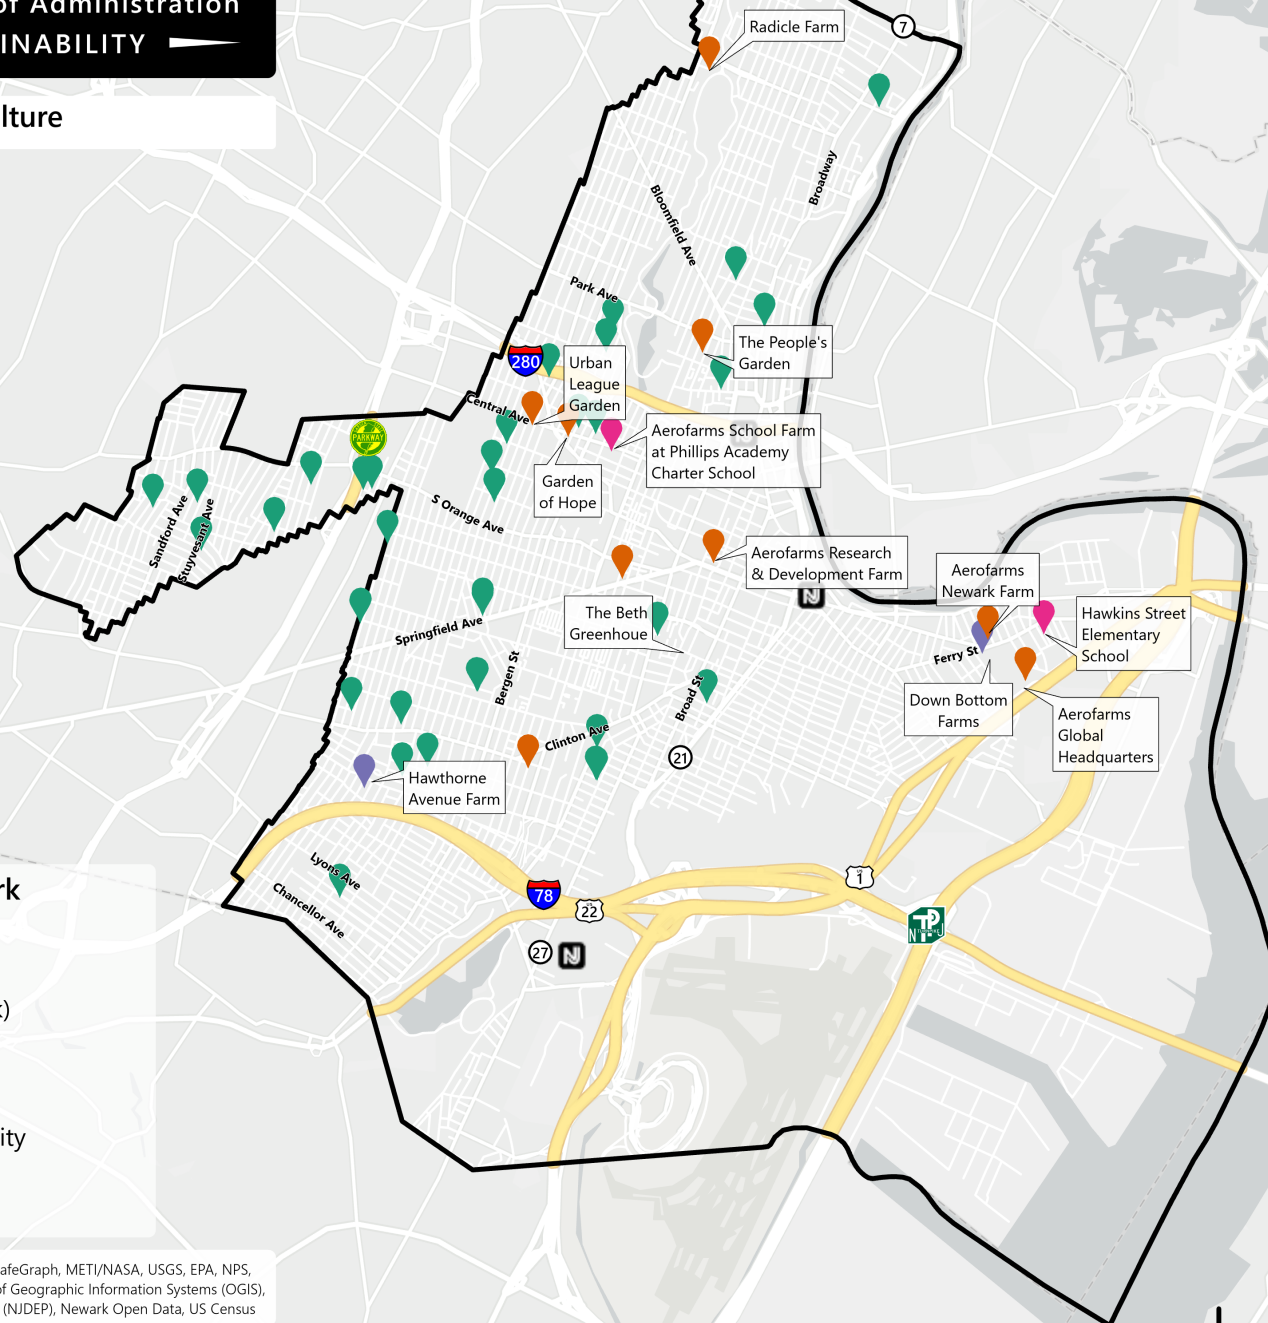 of Administration
INABILITY
lture
Radicle Farm
7
Broadway
Bloomfield Ave
Park Ave
The People's
Garden
280
Urban
League
Garden
Central Ave
Aerofarms School Farm
at Phillips Academy
Charter School
PARKWAY
Garden
of Hope
S Orange Ave
Sandford Ave
Stuyvesant Ave
Aerofarms Research
& Development Farm
Aerofarms
Newark Farm
NJ
The Beth
Greenhoue
Hawkins Street
Elementary
School
Springfield Ave
Ferry St
Bergen St
Broad St
Down Bottom
Farms
Aerofarms
Global
Headquarters
Clinton Ave
21
Hawthorne
Avenue Farm
Lyons Ave
Chancellor Ave
78
22
1
NJTP
27
NJ
rk
k)
ity
afeGraph, METI/NASA, USGS, EPA, NPS,
of Geographic Information Systems (OGIS),
(NJDEP), Newark Open Data, US Census